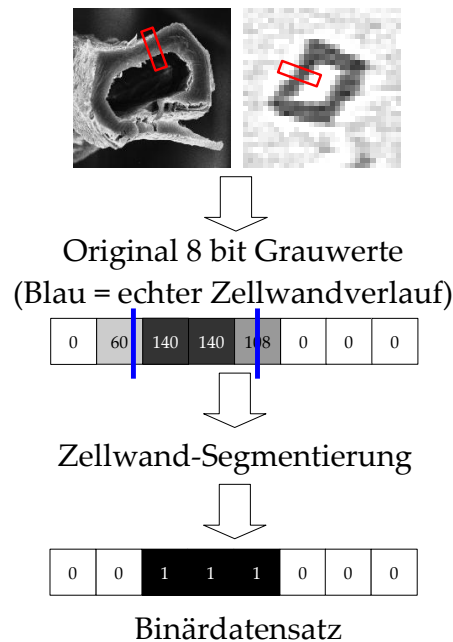 Original 8 bit Grauwerte
(Blau = echter Zellwandverlauf)
0 60 140 140 108 0 0 0
Zellwand-Segmentierung
0 0 1 1 1 0 0 0
Binärdatensatz